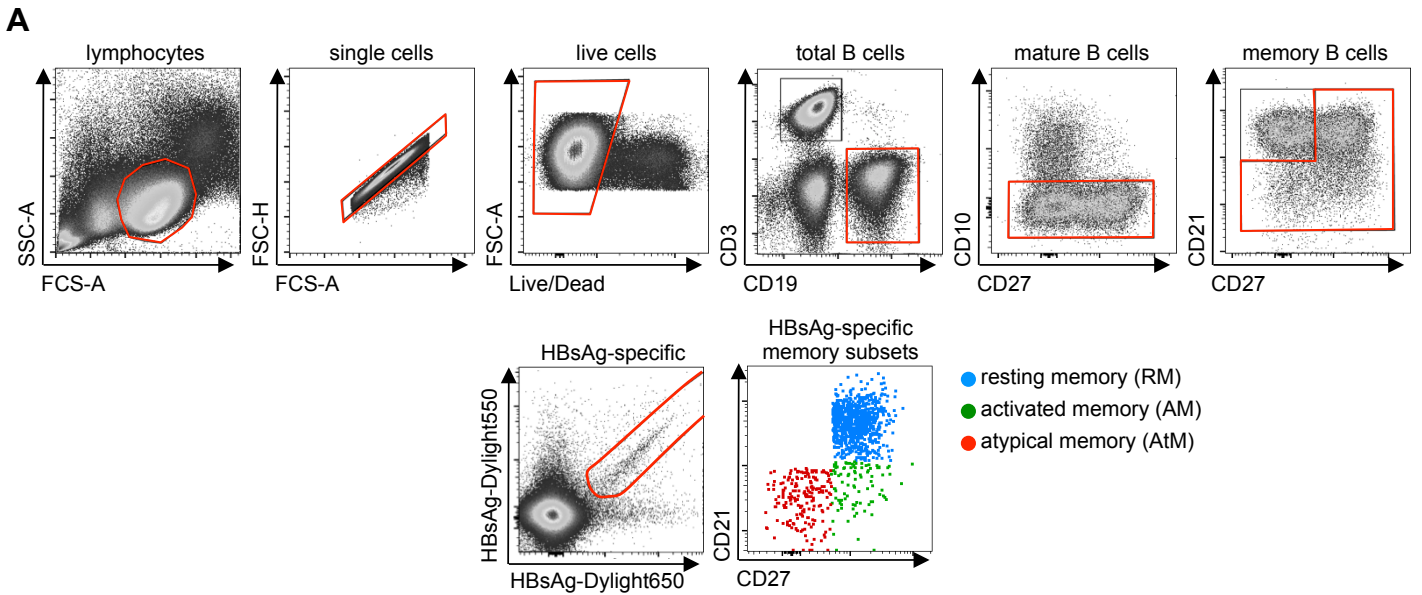 A
lymphocytes
single cells
live cells
total B cells
mature B cells
memory B cells
SSC-A
FCS-A
FSC-H
FCS-A
FSC-A
Live/Dead
CD3
CD19
CD10
CD27
CD21
CD27
HBsAg-specific
HBsAg-Dylight550
HBsAg-Dylight650
HBsAg-specific
memory subsets
CD21
CD27
resting memory (RM)
activated memory (AM)
atypical memory (AtM)